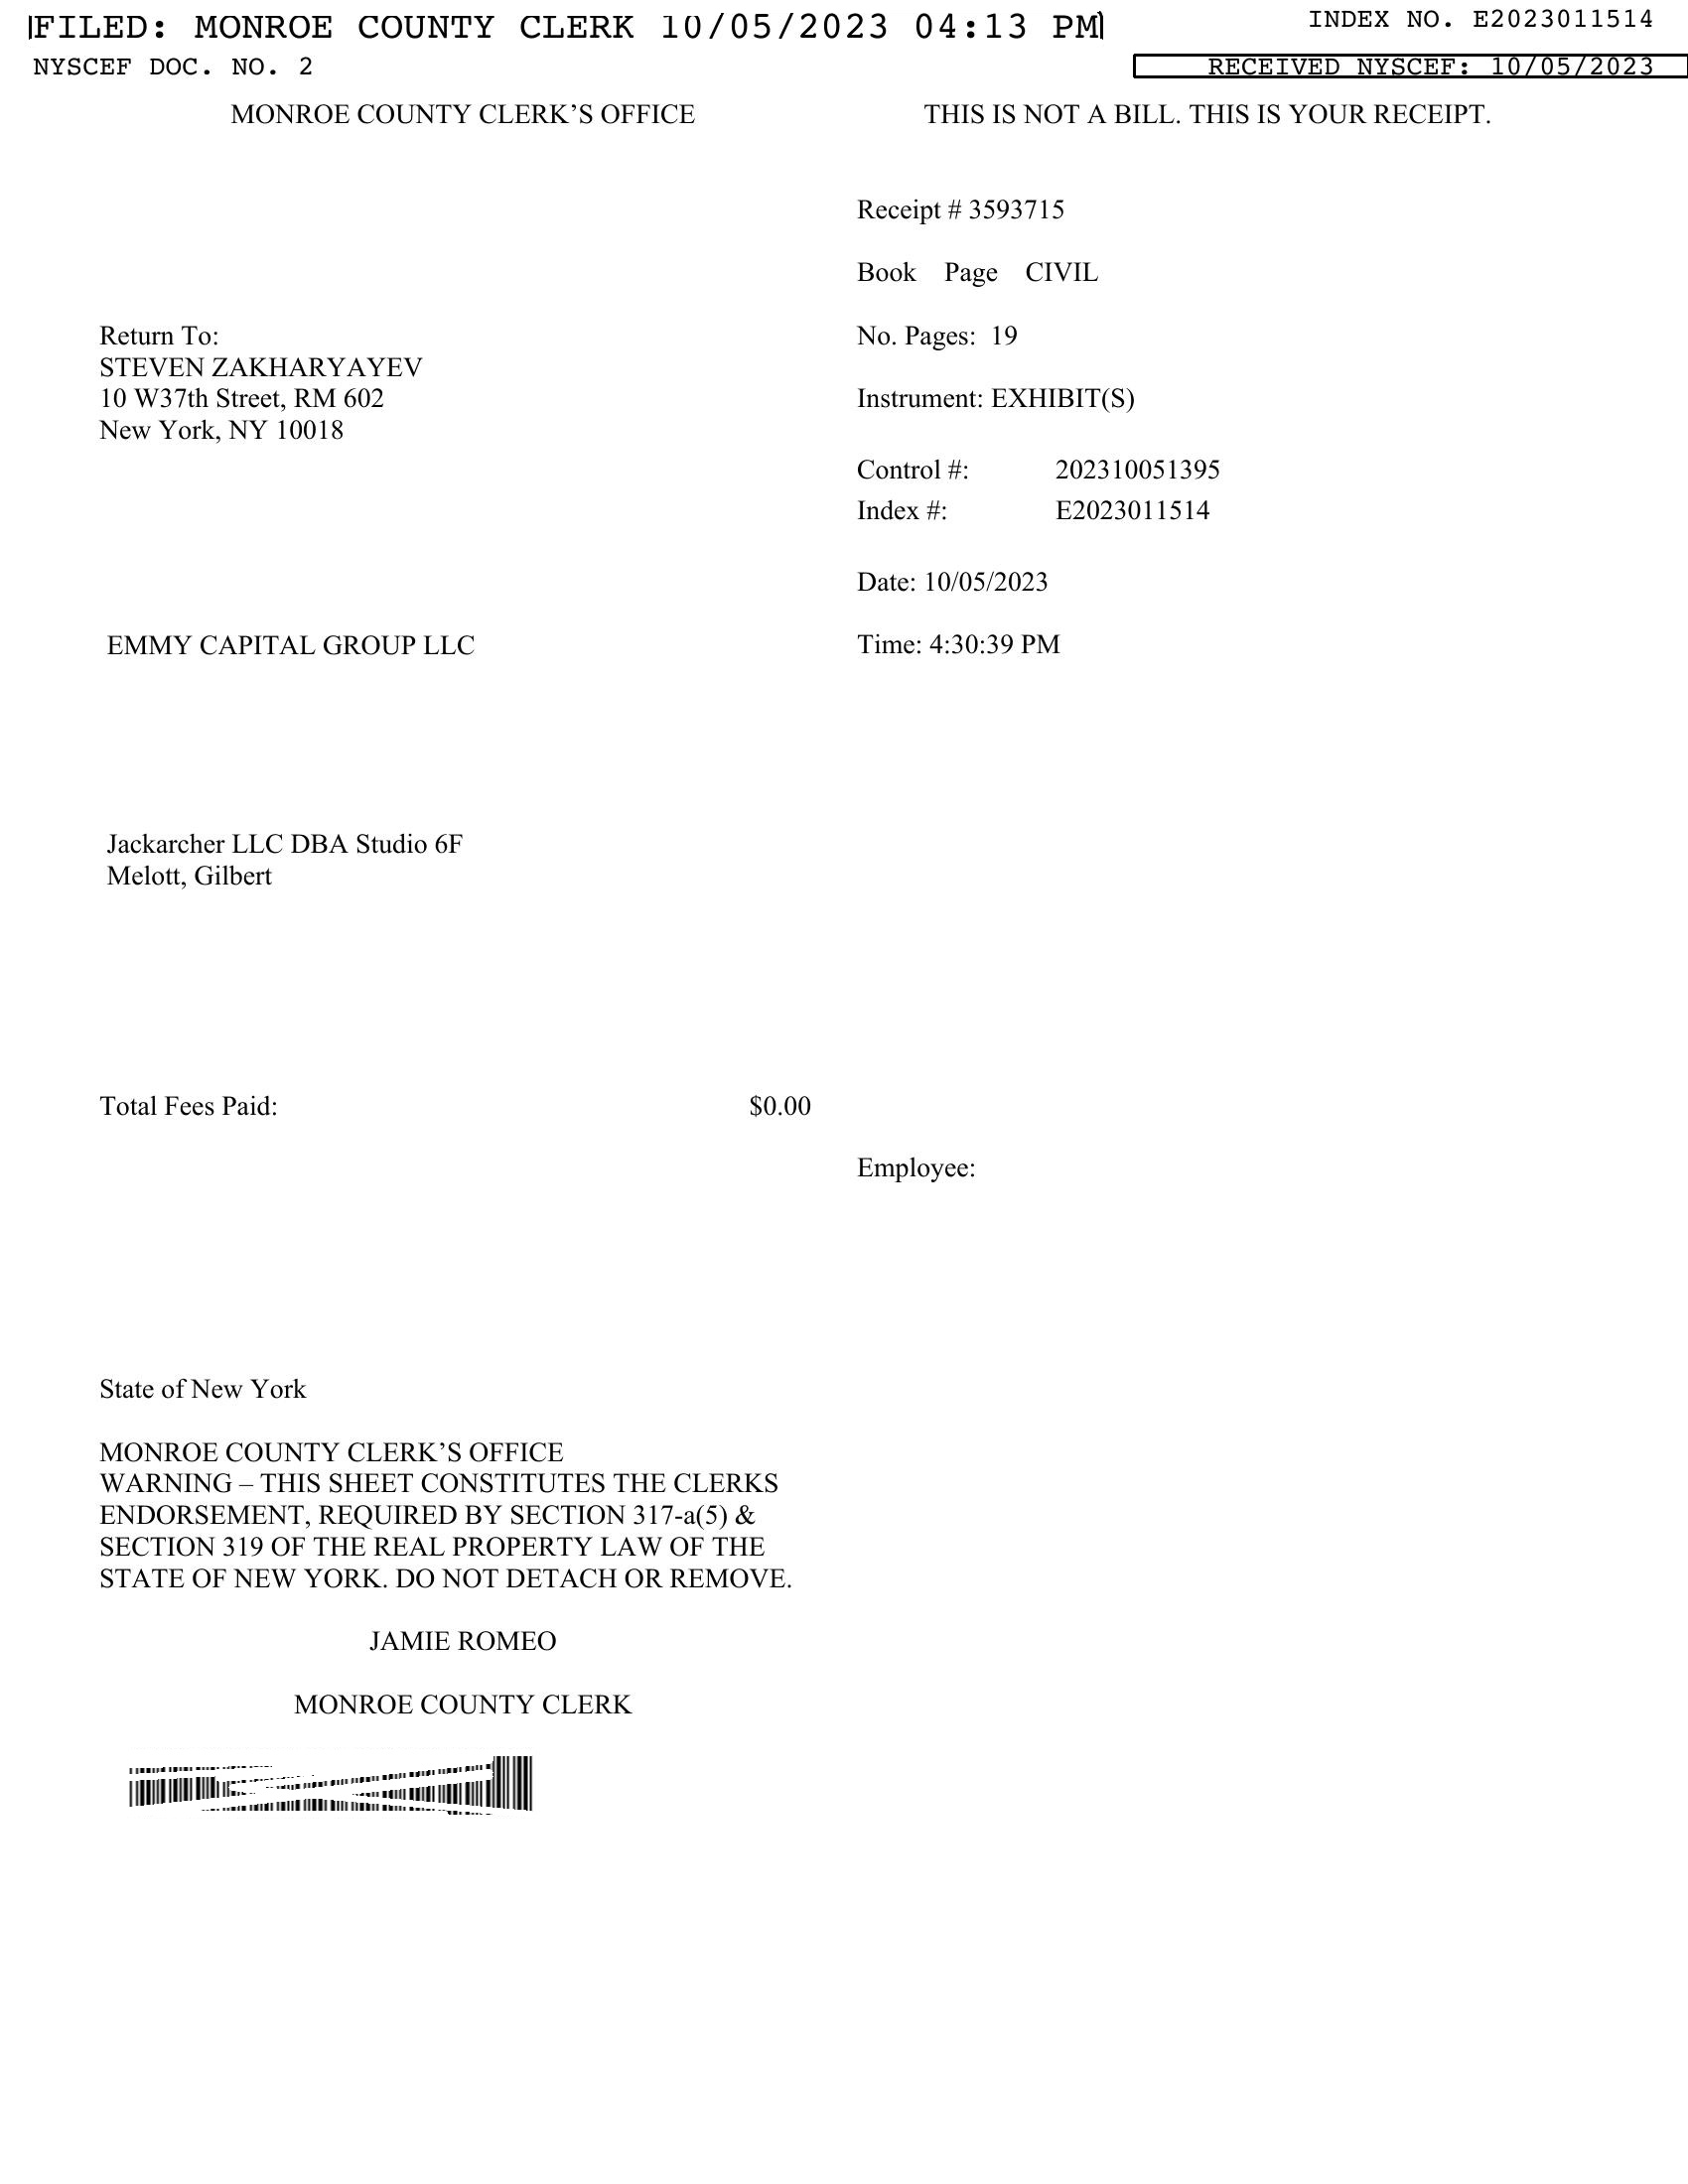 FILED: MONROE COUNTY CLERK 10/05/2023 04:13 PM
INDEX NO. E2023011514
NYSCEF DOC. NO. 2
RECEIVED NYSCEF: 10/05/2023
MONROE COUNTY CLERK’S OFFICE
THIS IS NOT A BILL. THIS IS YOUR RECEIPT.
Receipt # 3593715
Book Page CIVIL
Return To:
STEVEN ZAKHARYAYEV
10 W37th Street, RM 602
New York, NY 10018
No. Pages: 19
Instrument: EXHIBIT(S)
Control #: 202310051395
Index #: E2023011514
Date: 10/05/2023
EMMY CAPITAL GROUP LLC
Time: 4:30:39 PM
Jackarcher LLC DBA Studio 6F
Melott, Gilbert
Total Fees Paid: $0.00
Employee:
State of New York
MONROE COUNTY CLERK’S OFFICE
WARNING – THIS SHEET CONSTITUTES THE CLERKS
ENDORSEMENT, REQUIRED BY SECTION 317-a(5) &
SECTION 319 OF THE REAL PROPERTY LAW OF THE
STATE OF NEW YORK. DO NOT DETACH OR REMOVE.
JAMIE ROMEO
MONROE COUNTY CLERK